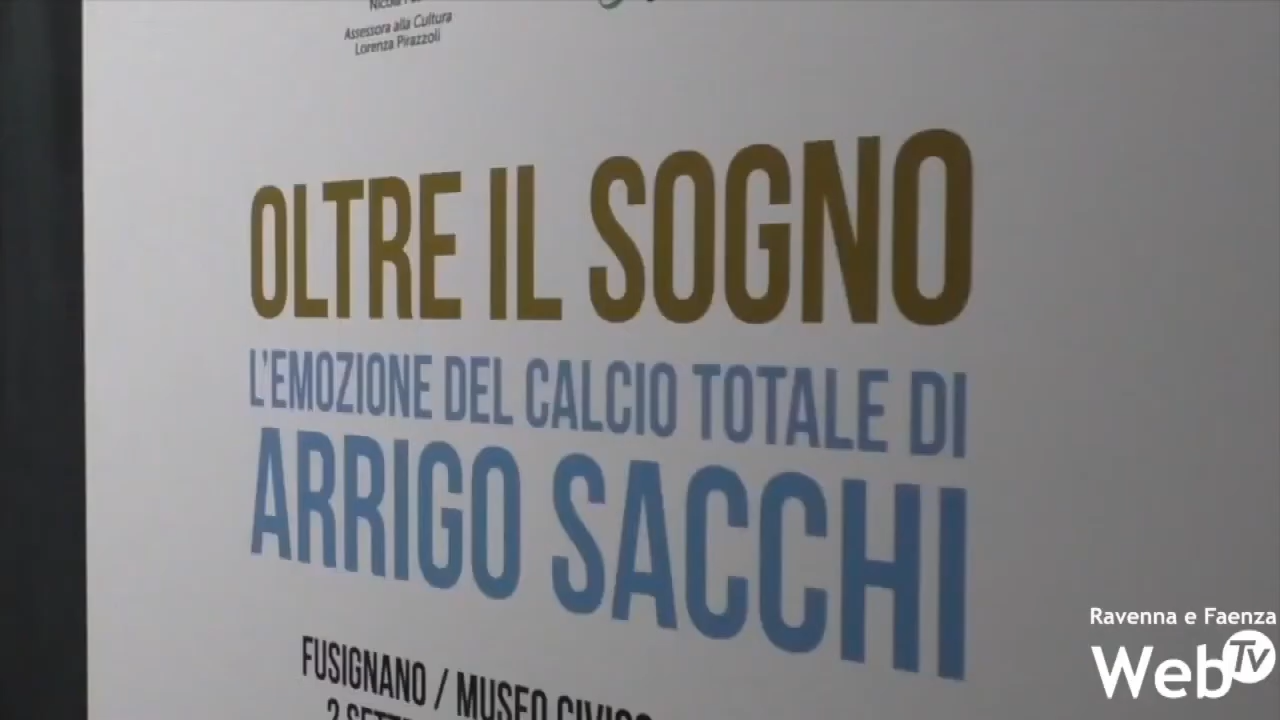 Assessora alla Cultura
Lorenza Pirazzoli
OLTRE IL SOGNO
L'EMOZIONE DEL CALCIO TOTALE DI
ARRIGO SACCHI
FUSIGNANO / MUSEO CIVICO
Ravenna e Faenza
Web Tv